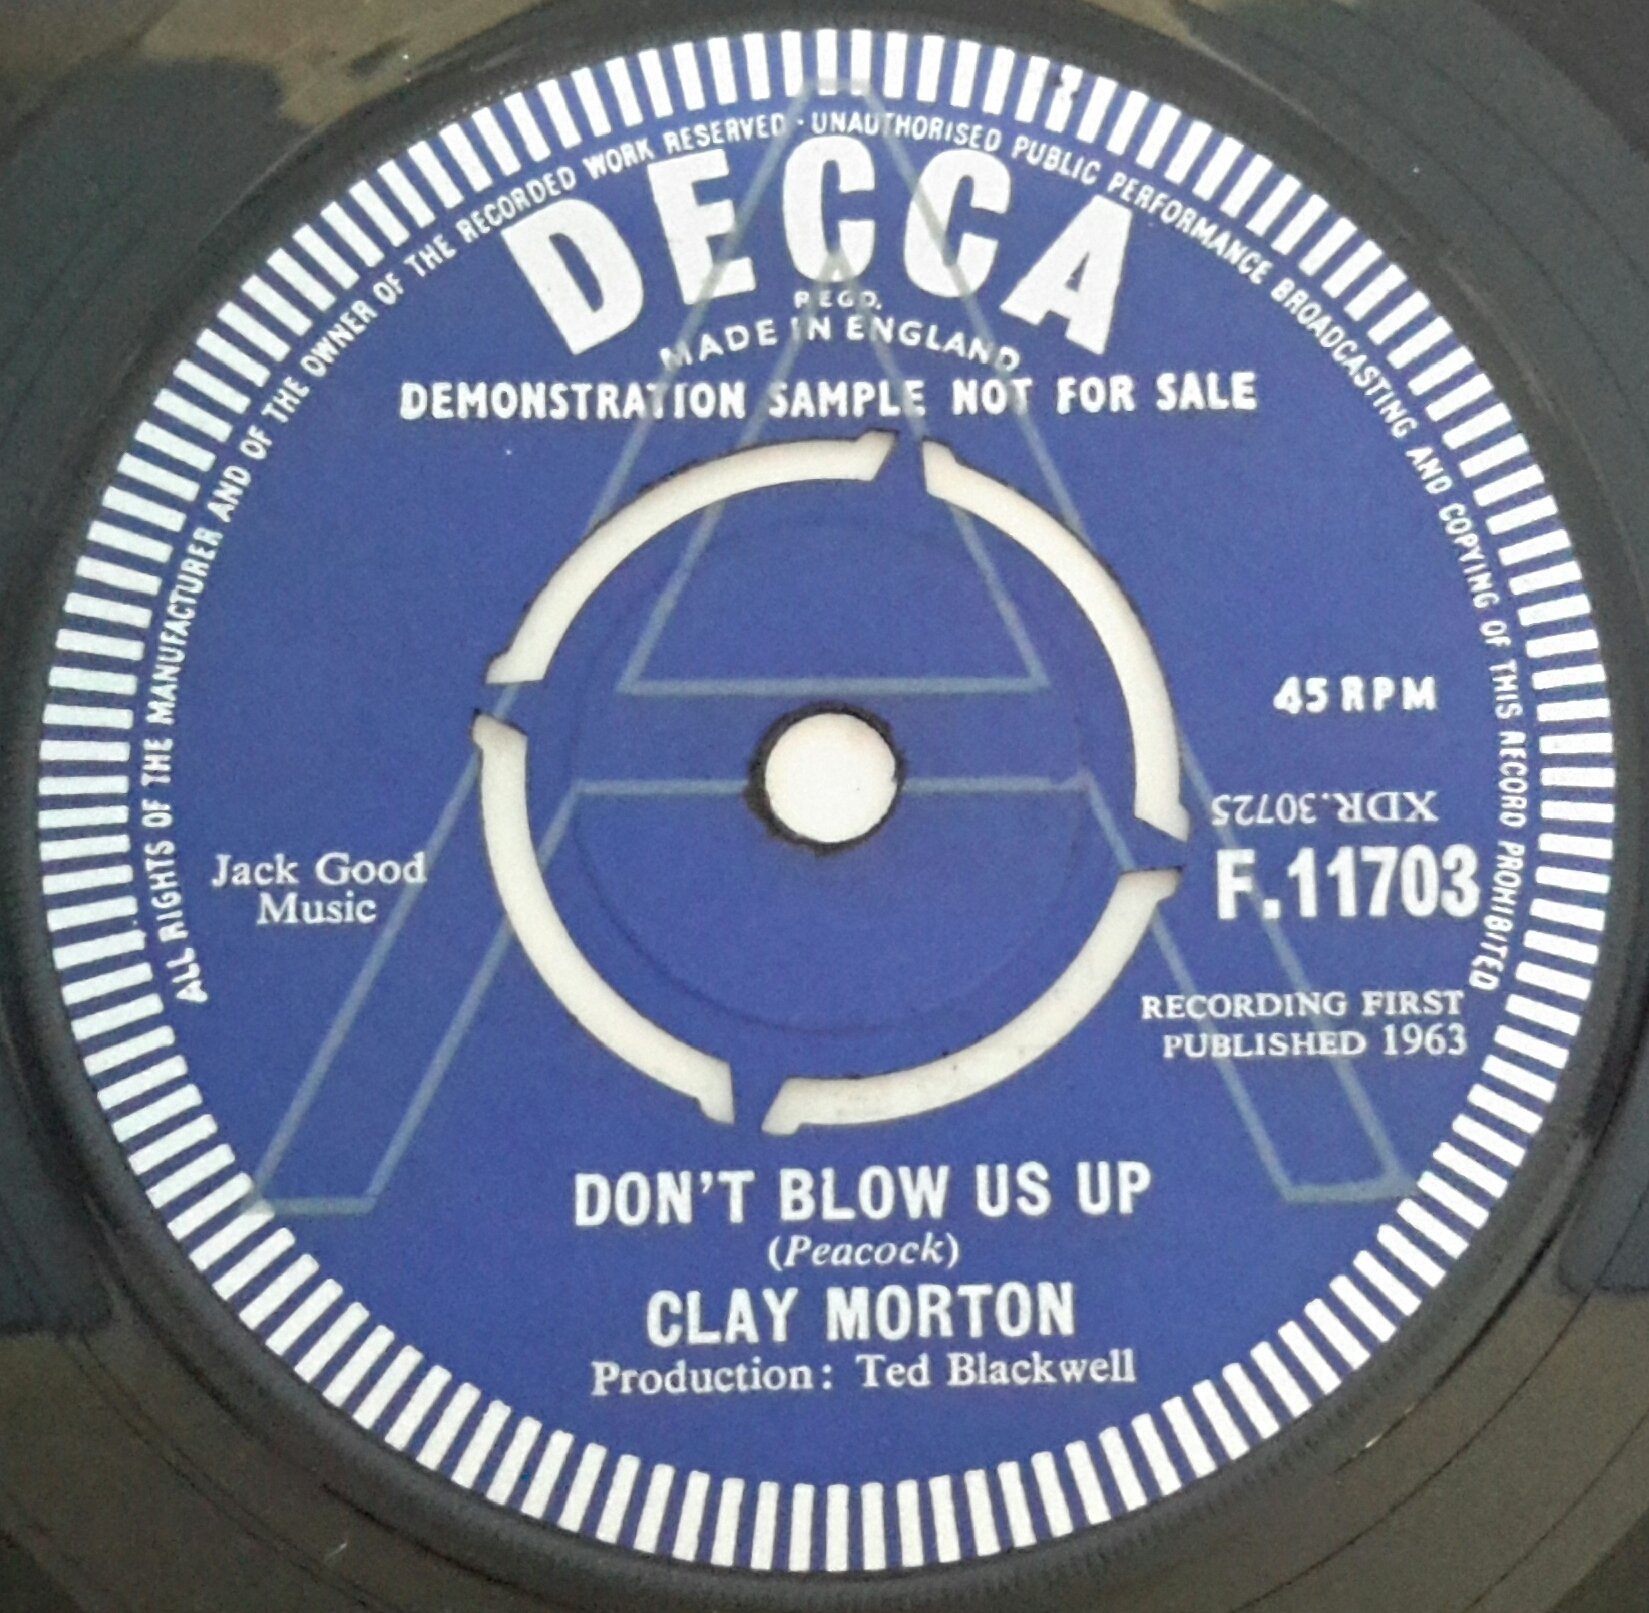 ALL RIGHTS OF THE MANUFACTURER AND OF THE OWNER OF THE RECORDED WORK RESERVED · UNAUTHORISED PUBLIC PERFORMANCE BROADCASTING AND COPYING OF THIS RECORD PROHIBITED
DECCA
REGD.
MADE IN ENGLAND
DEMONSTRATION SAMPLE NOT FOR SALE
A
45 RPM
XDR.30725
F.11703
Jack Good
Music
RECORDING FIRST
PUBLISHED 1963
DON'T BLOW US UP
(Peacock)
CLAY MORTON
Production: Ted Blackwell